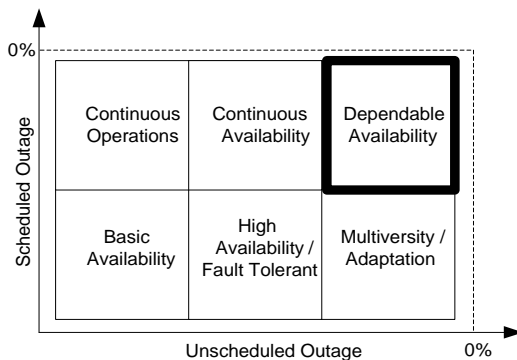 0%
Scheduled Outage
Continuous
Operations
Continuous
Availability
Dependable
Availability
Basic
Availability
High
Availability /
Fault Tolerant
Multiversity /
Adaptation
Unscheduled Outage
0%